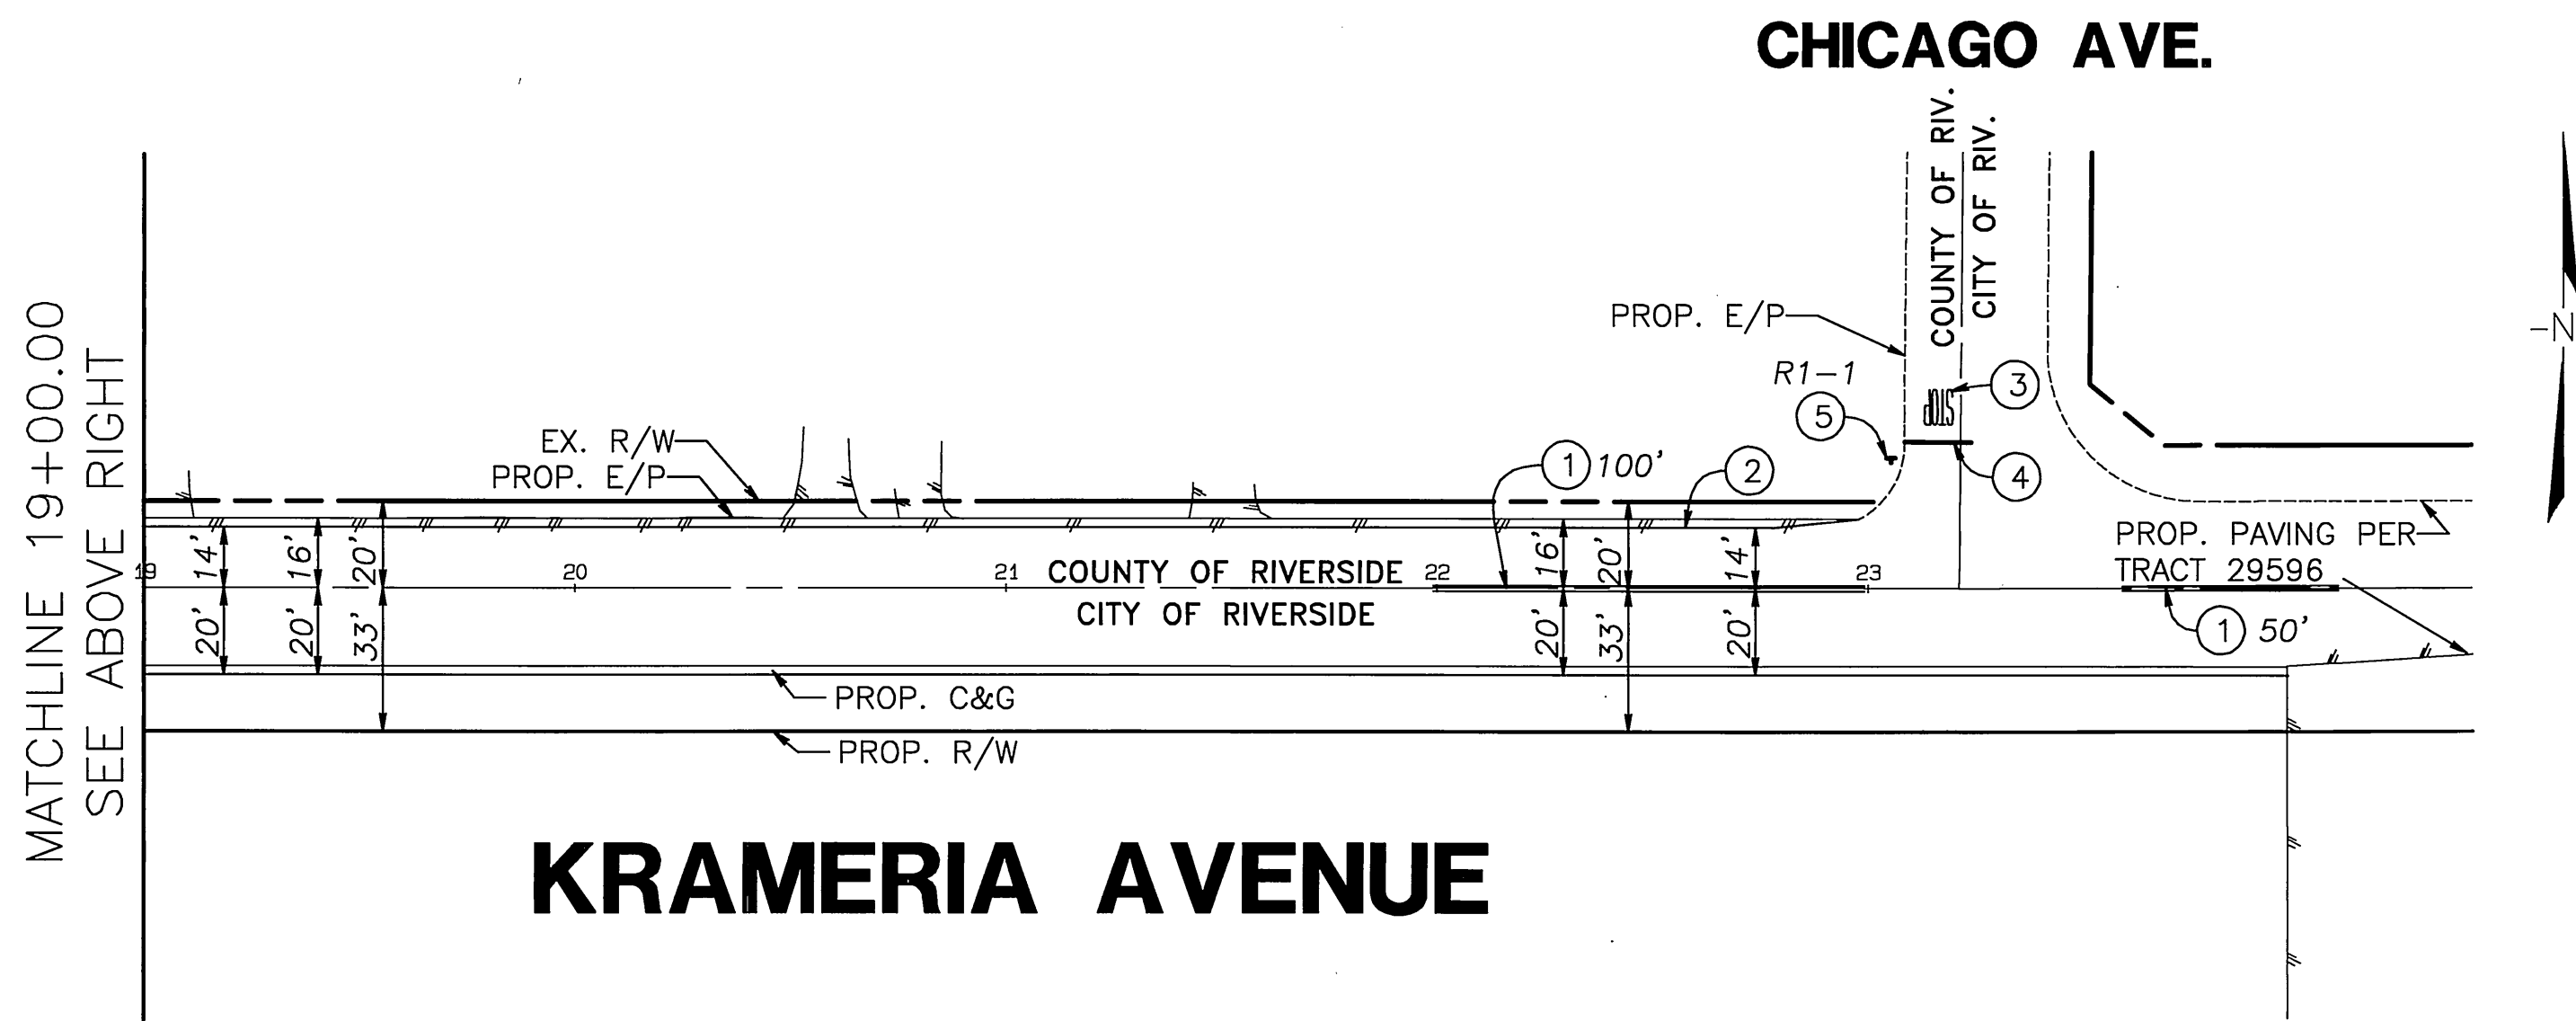 CHICAGO AVE.
COUNTY OF RIV.
CITY OF RIV.
MATCHLINE 19+00.00
SEE ABOVE RIGHT
PROP. E/P
R1-1
3
5
4
EX. R/W
PROP. E/P
1 100'
2
N
14'
16'
20'
16'
20'
14'
PROP. PAVING PER
TRACT 29596
19
20
21
COUNTY OF RIVERSIDE
22
23
CITY OF RIVERSIDE
20'
20'
33'
20'
33'
20'
1 50'
STOP
PROP. C&G
PROP. R/W
KRAMERIA AVENUE